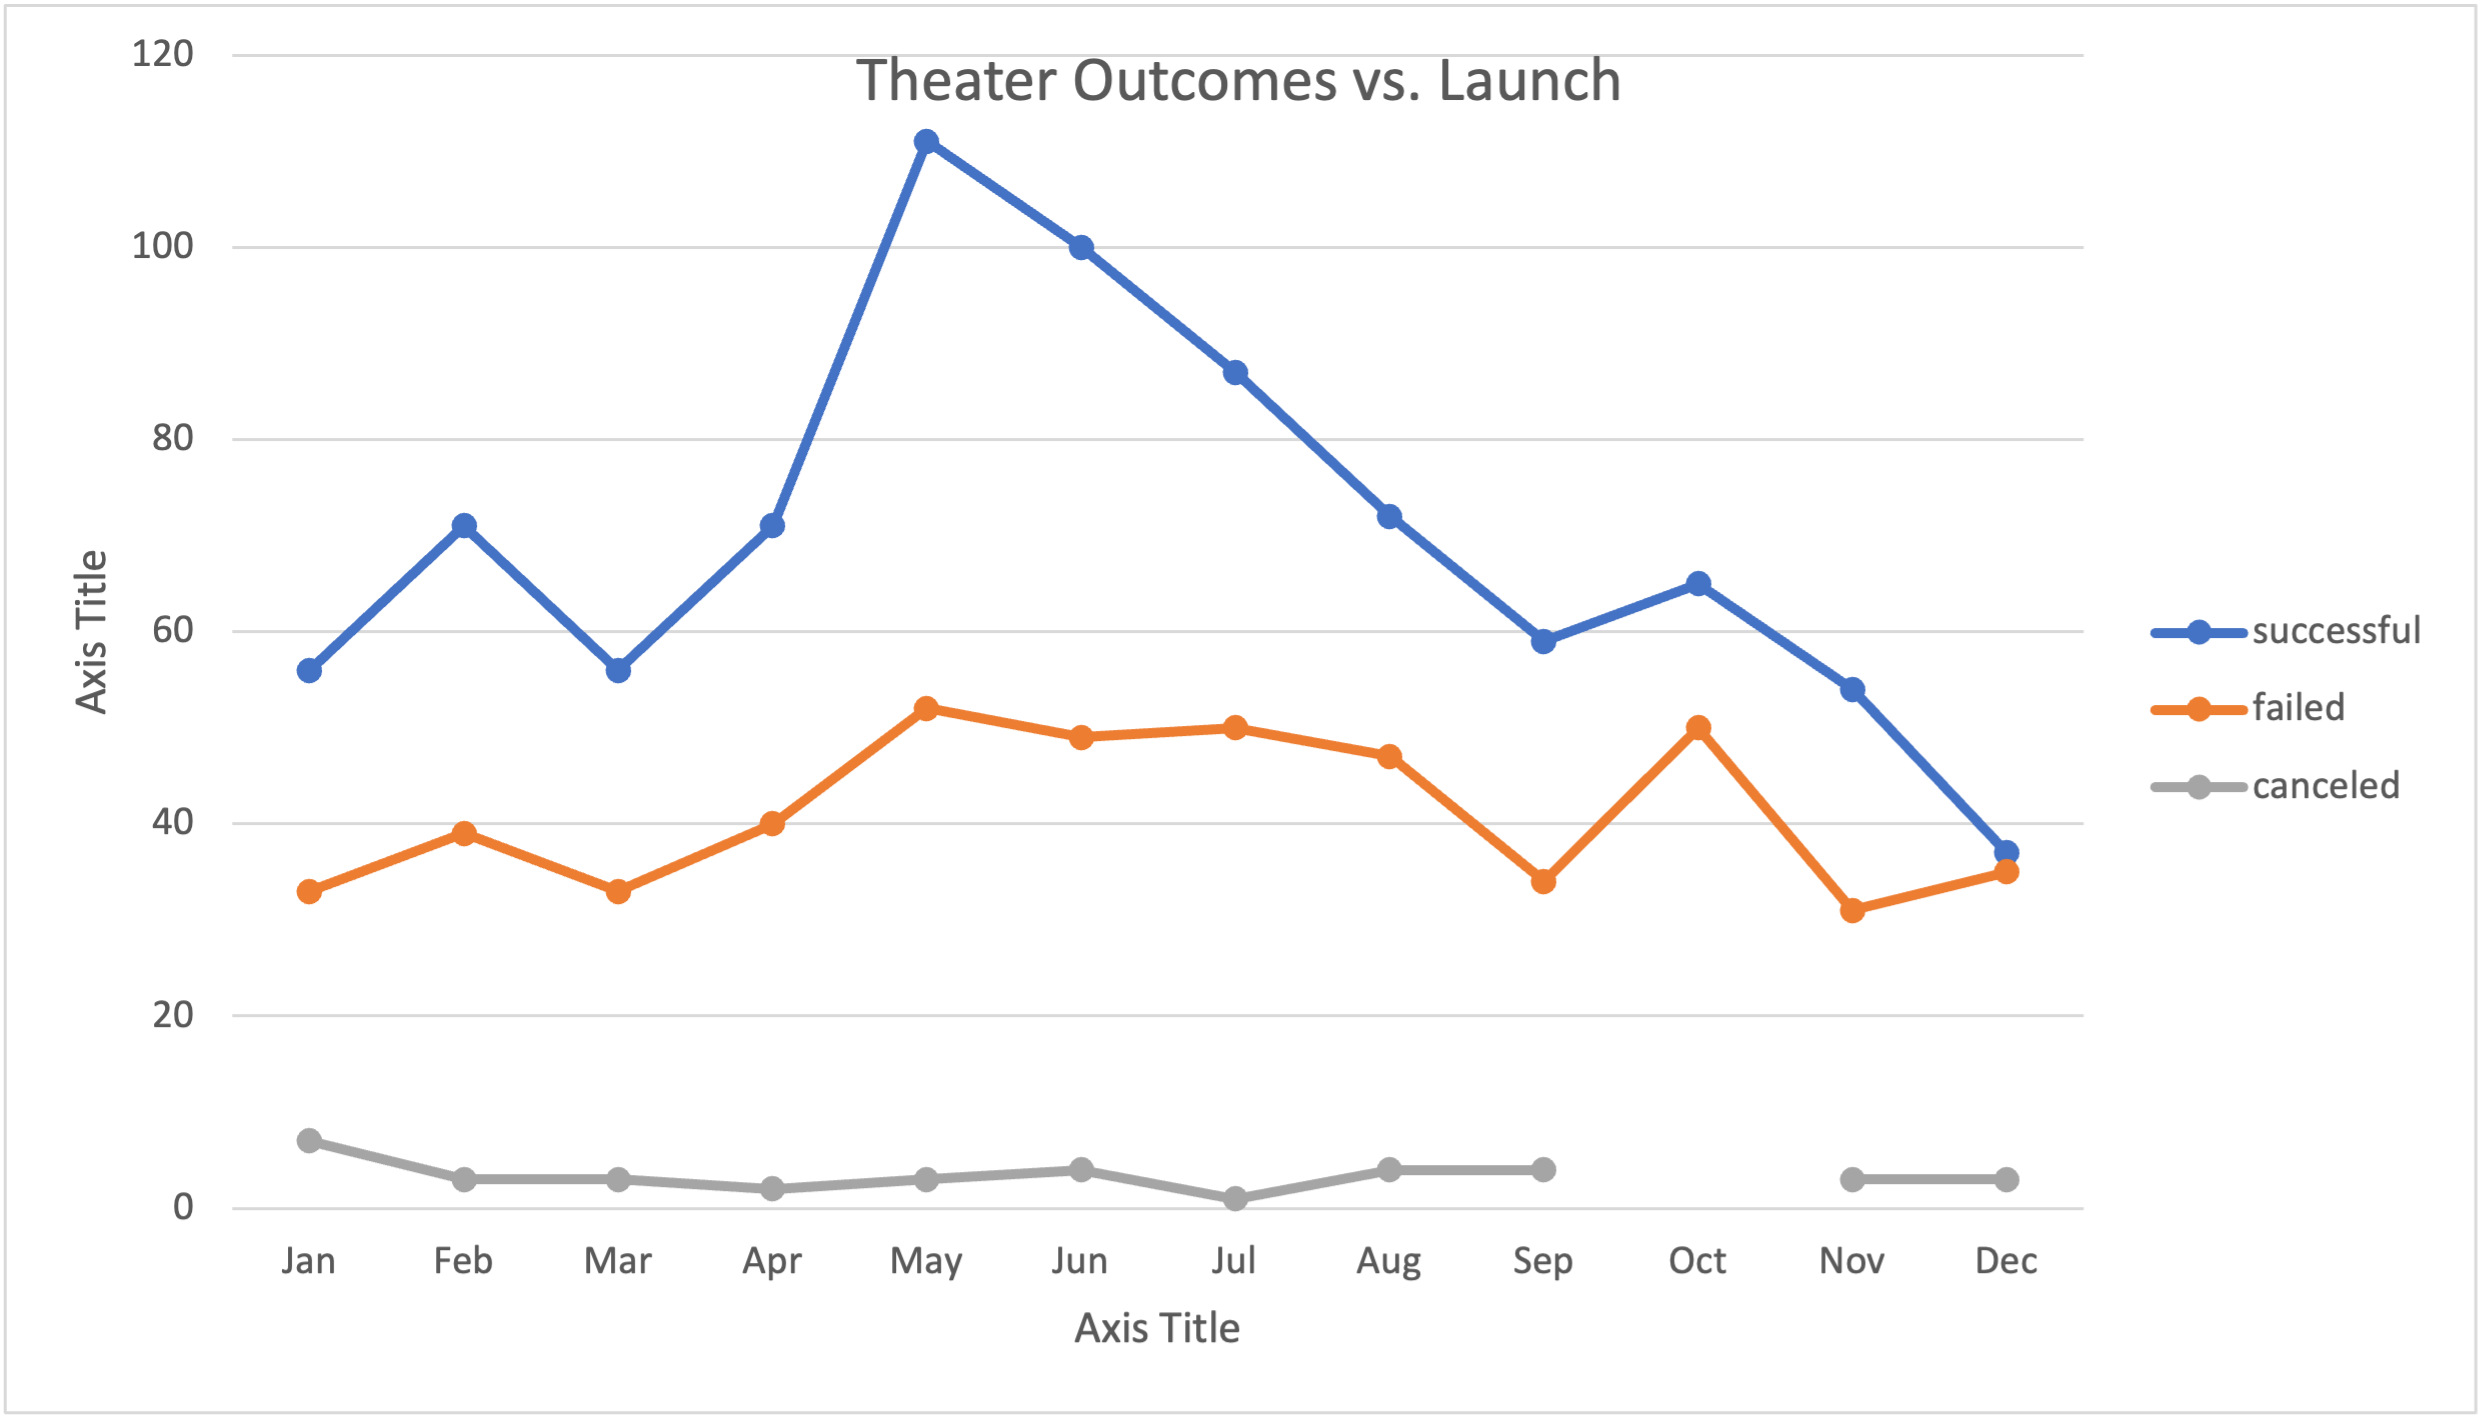 Theater Outcomes vs. Launch
120
100
80
60
40
20
0
Axis Title
Jan Feb Mar Apr May Jun Jul Aug Sep Oct Nov Dec
Axis Title
successful
failed
canceled